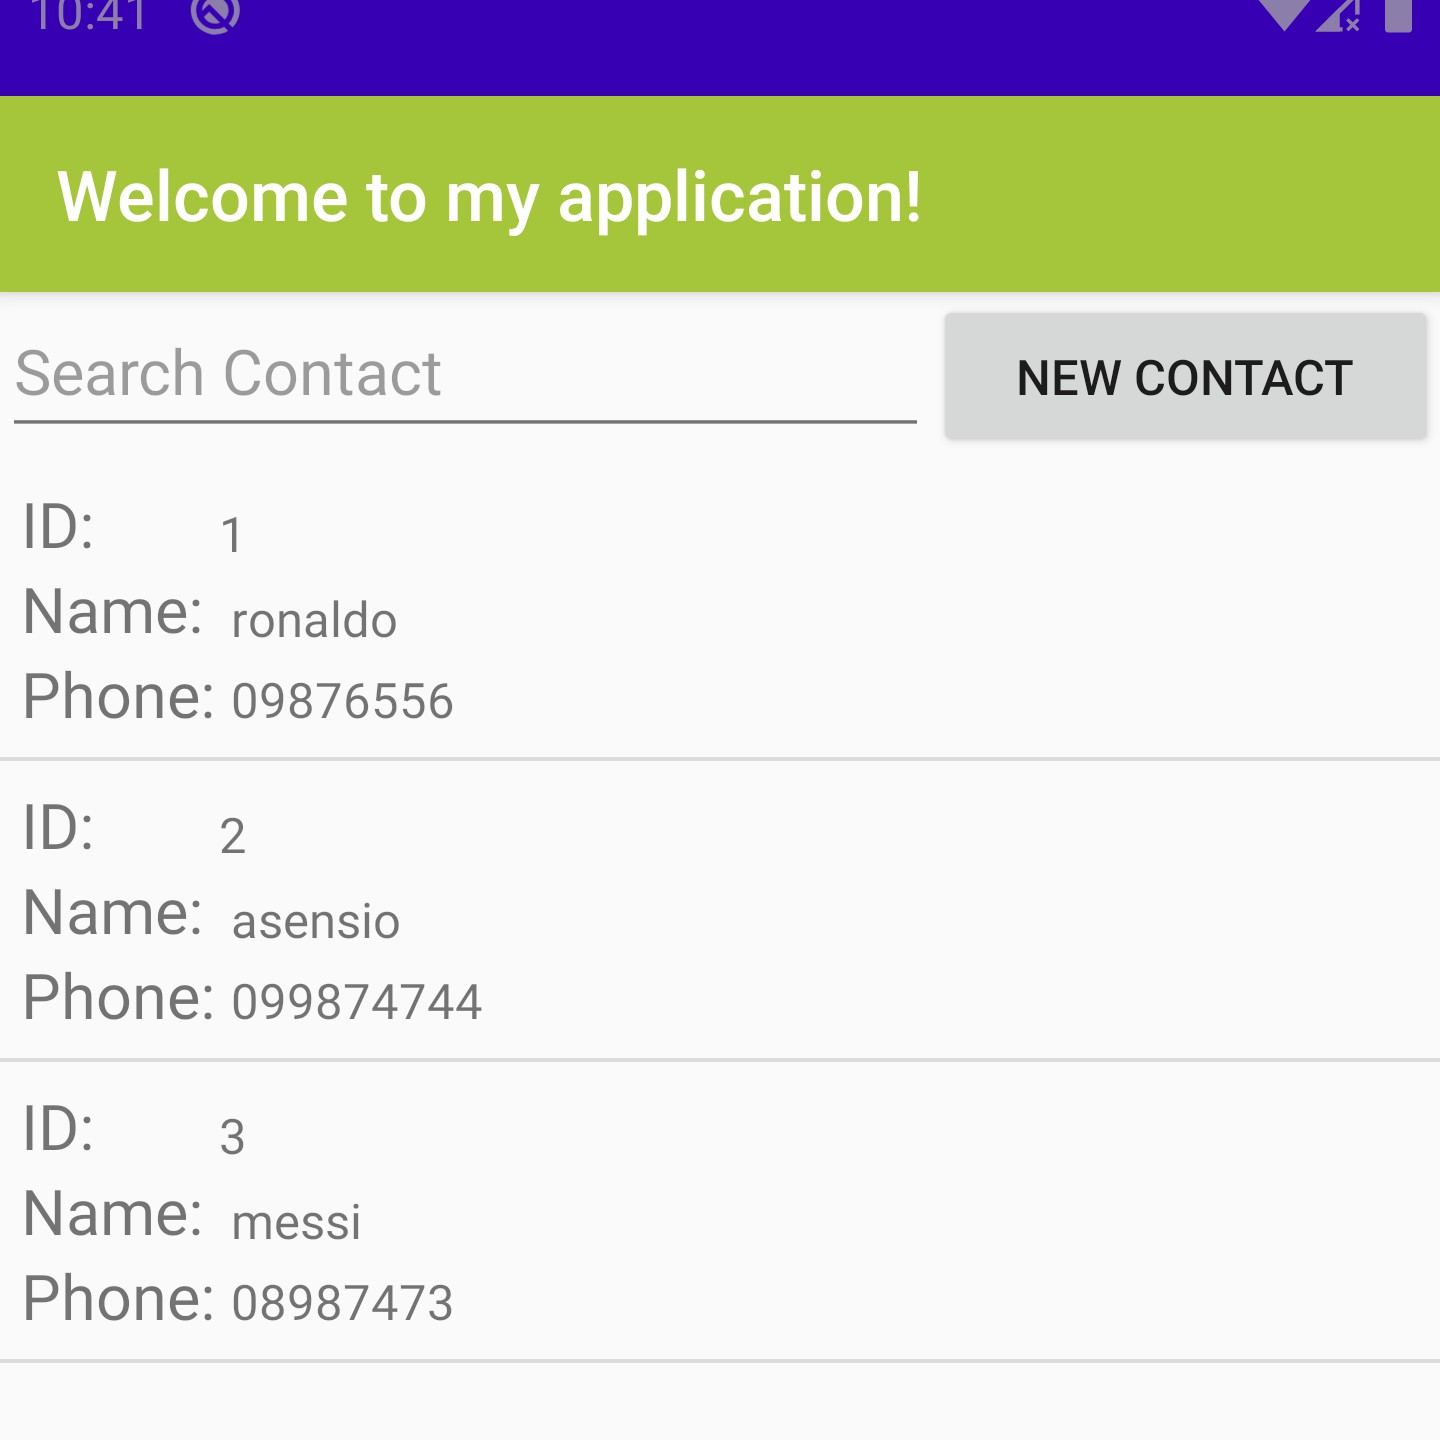 10:41
Welcome to my application!
Search Contact
NEW CONTACT
ID: 1
Name: ronaldo
Phone: 09876556
ID: 2
Name: asensio
Phone: 099874744
ID: 3
Name: messi
Phone: 08987473